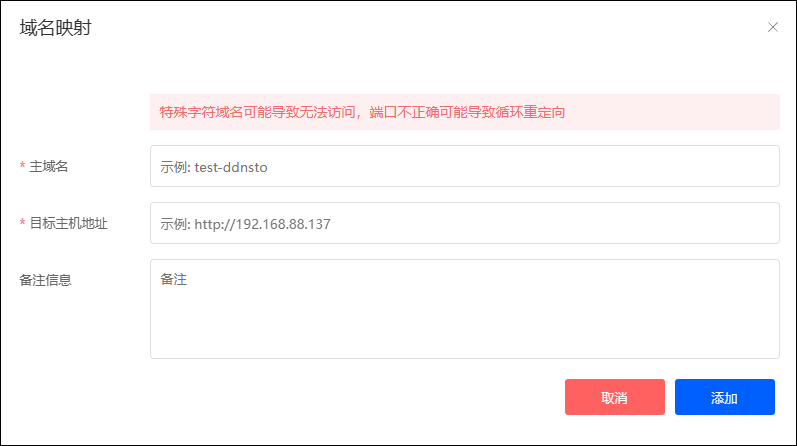 域名映射
特殊字符域名可能导致无法访问，端口不正确可能导致循环重定向
* 主域名
示例: test-ddnsto
* 目标主机地址
示例: http://192.168.88.137
备注信息
备注
取消
添加